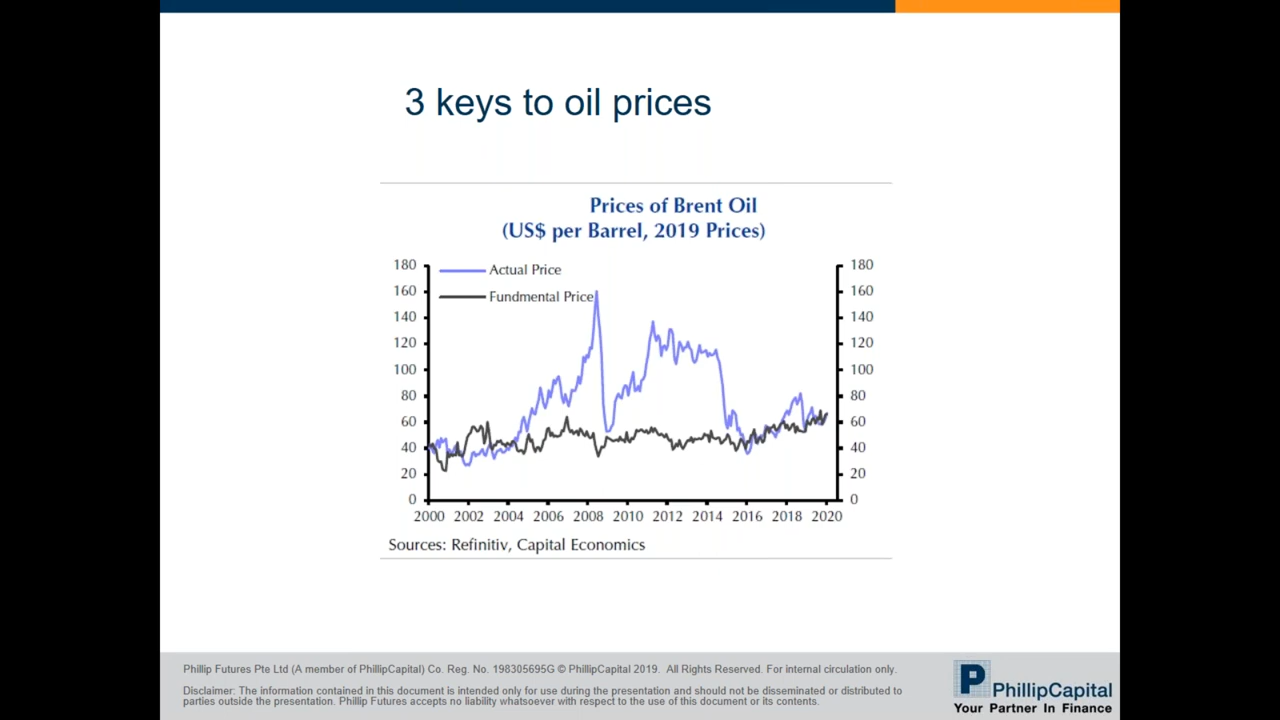 3 keys to oil prices
Prices of Brent Oil
(US$ per Barrel, 2019 Prices)
180 Actual Price 180
160 Fundmental Price 160
140 140
120 120
100 100
80 80
60 60
40 40
20 20
0 0
2000 2002 2004 2006 2008 2010 2012 2014 2016 2018 2020
Sources: Refinitiv, Capital Economics
Phillip Futures Pte Ltd (A member of PhillipCapital) Co. Reg. No. 198305695G © PhillipCapital 2019. All Rights Reserved. For internal circulation only.
Disclaimer: The information contained in this document is intended only for use during the presentation and should not be disseminated or distributed to
parties outside the presentation. Phillip Futures accepts no liability whatsoever with respect to the use of this document or its contents.
P PhillipCapital
Your Partner In Finance